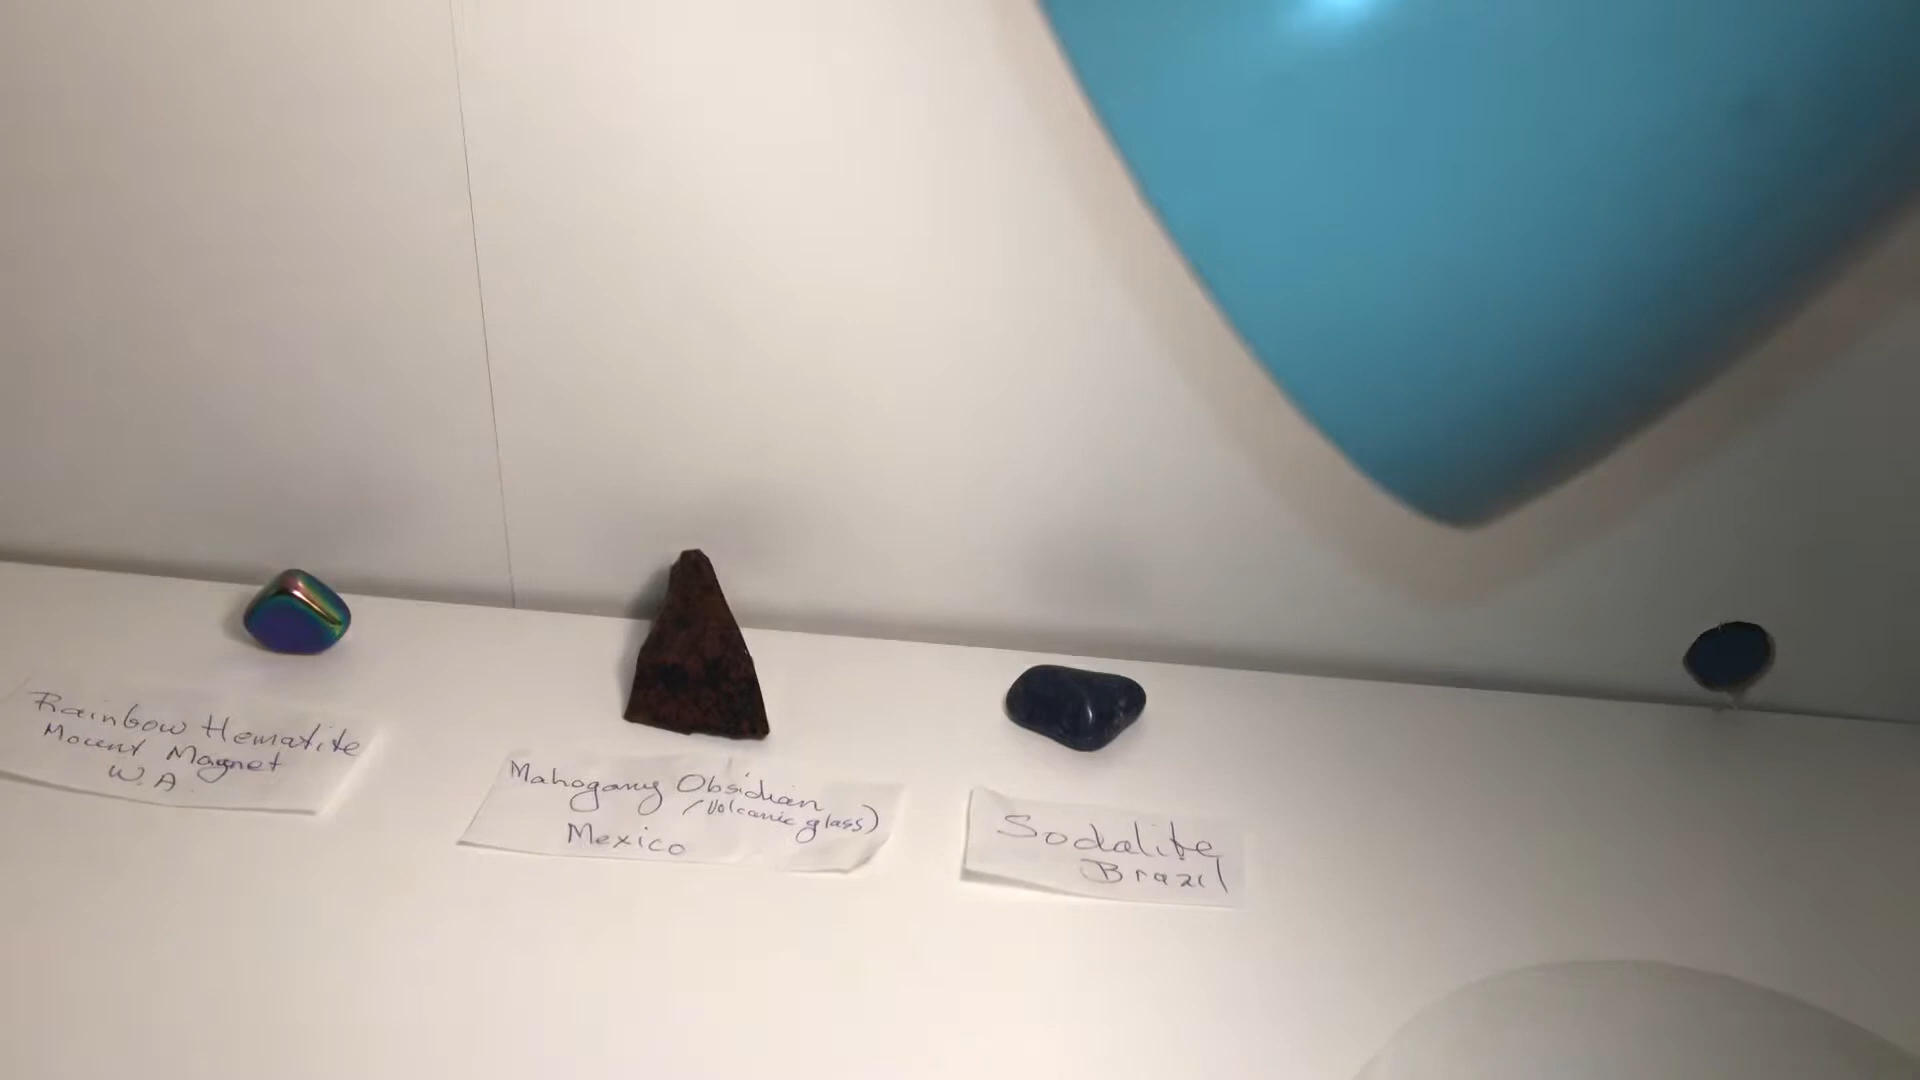 Rainbow Hematite
Mount Magnet
W.A.
Mahogany Obsidian
(Volcanic glass)
Mexico
Sodalite
Brazil